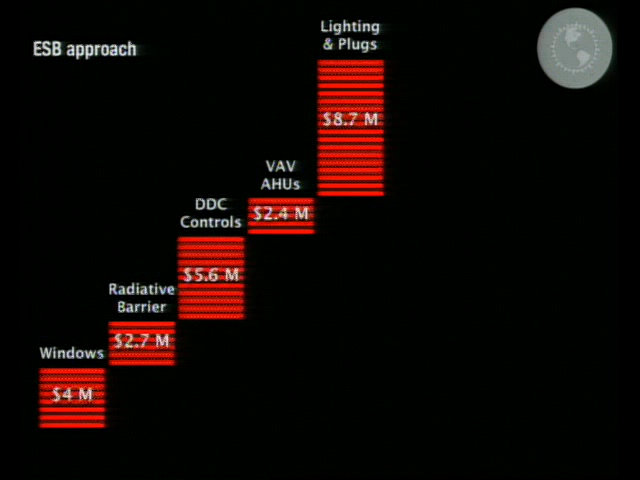 ESB approach
Lighting
& Plugs
$8.7 M
VAV
AHUs
$2.4 M
DDC
Controls
$5.6 M
Radiative
Barrier
$2.7 M
Windows
$4 M